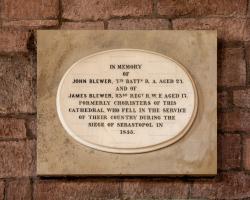 IN MEMORY
OF
JOHN BLEWER, 7TH BATTN R. A. AGED 21.
AND OF
JAMES BLEWER, 23RD REGT R. W. F. AGED 17.
FORMERLY CHORISTERS OF THIS
CATHEDRAL WHO FELL IN THE SERVICE
OF THEIR COUNTRY DURING THE
SIEGE OF SEBASTOPOL IN
1855.